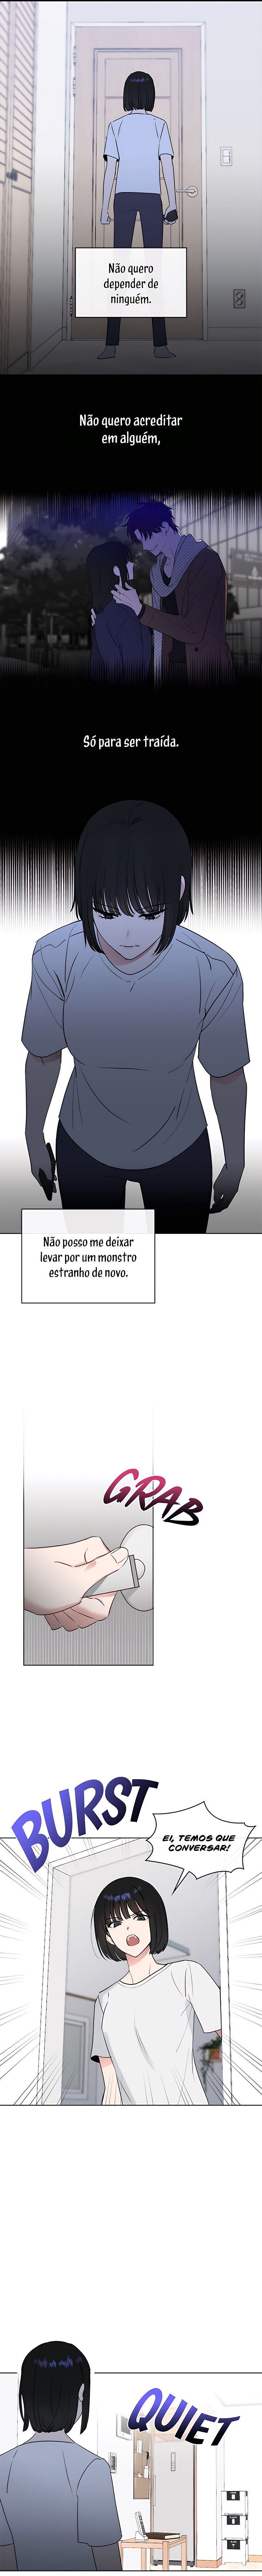 Não quero
depender de
ninguém.
Não quero acreditar
em alguém,
Só para ser traída.
Não posso me deixar
levar por um monstro
estranho de novo.
GRAB
BURST
EI, TEMOS QUE
CONVERSAR!
QUIET